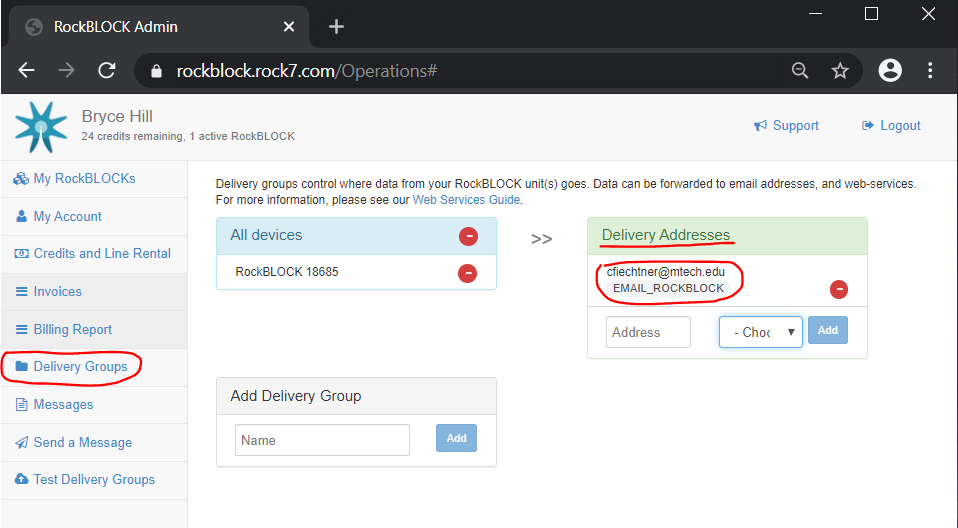 RockBLOCK Admin
rockblock.rock7.com/Operations#
Bryce Hill
24 credits remaining, 1 active RockBLOCK
Support
Logout
My RockBLOCKs
My Account
Credits and Line Rental
Invoices
Billing Report
Delivery Groups
Messages
Send a Message
Test Delivery Groups
Delivery groups control where data from your RockBLOCK unit(s) goes. Data can be forwarded to email addresses, and web-services.
For more information, please see our Web Services Guide.
All devices
RockBLOCK 18685
>>
Delivery Addresses
cfiechtner@mtech.edu
EMAIL_ROCKBLOCK
Address
- Choc
Add
Add Delivery Group
Name
Add